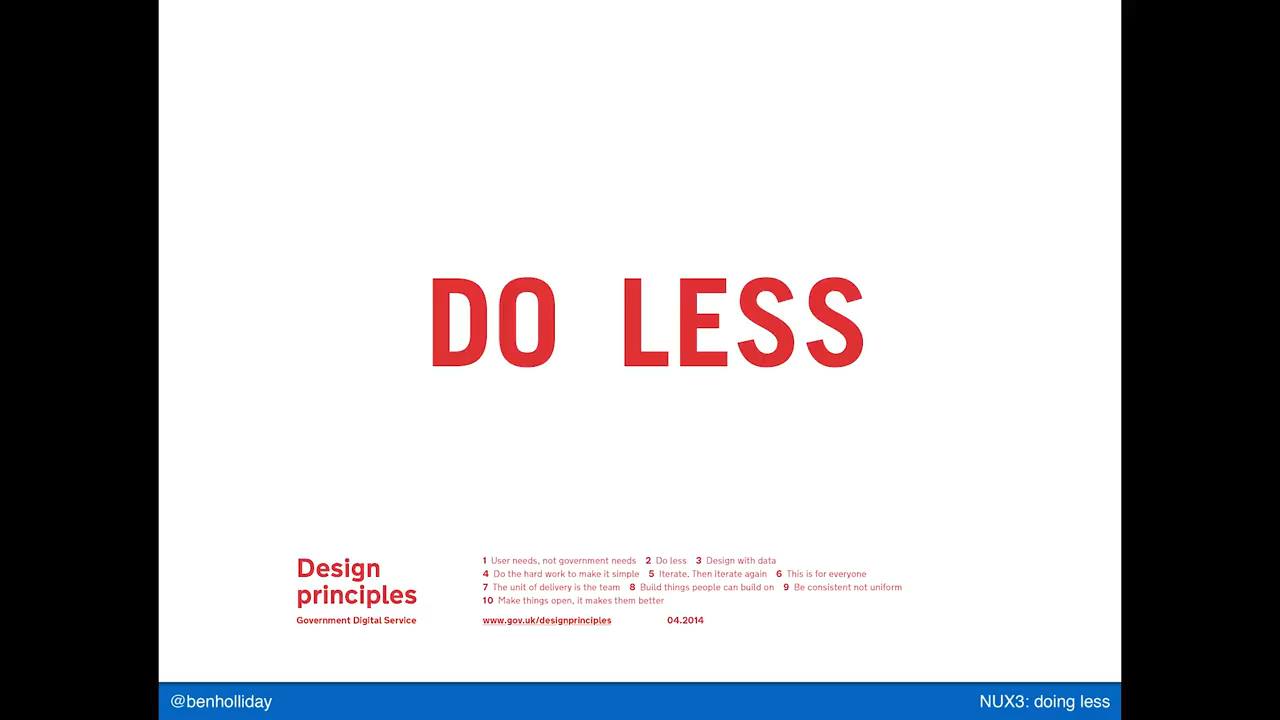 DO LESS
Design
principles
Government Digital Service
1 User needs, not government needs 2 Do less 3 Design with data
4 Do the hard work to make it simple 5 Iterate. Then iterate again 6 This is for everyone
7 The unit of delivery is the team 8 Build things people can build on 9 Be consistent not uniform
10 Make things open, it makes them better
www.gov.uk/designprinciples 04.2014
@benholliday
NUX3: doing less